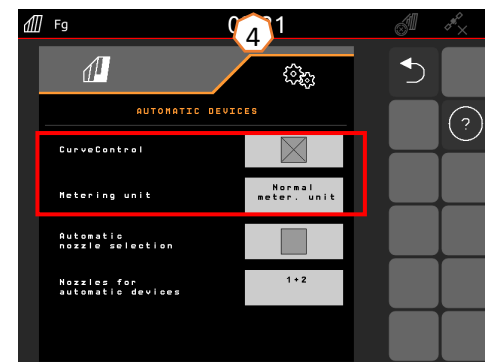 Fg
4
1
AUTOMATIC DEVICES
CurveControl
Metering unit
Normal
meter. unit
Automatic
nozzle selection
Nozzles for
automatic devices
1+2
?